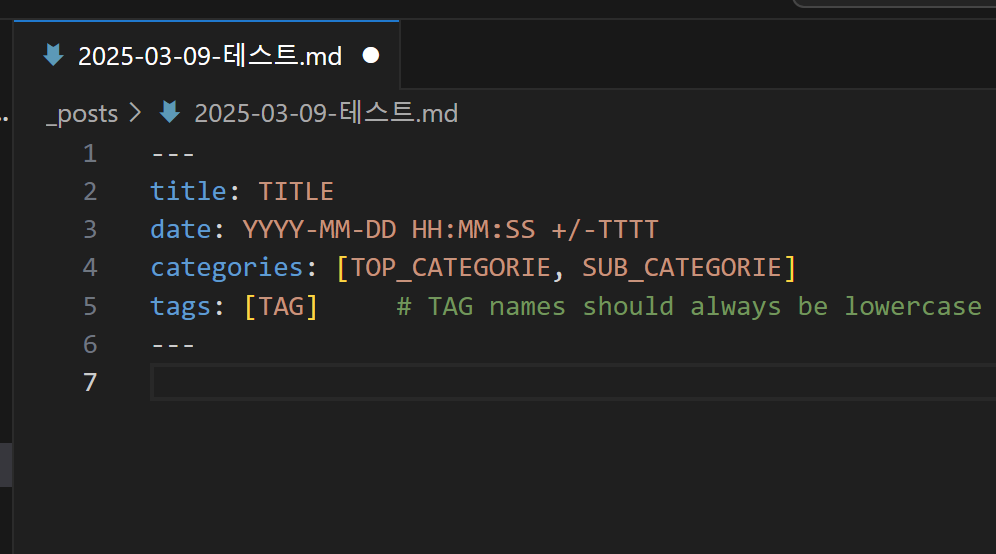 2025-03-09-테스트.md
_posts > 2025-03-09-테스트.md
1 ---
2 title: TITLE
3 date: YYYY-MM-DD HH:MM:SS +/-TTTT
4 categories: [TOP_CATEGORIE, SUB_CATEGORIE]
5 tags: [TAG]     # TAG names should always be lowercase
6 ---
7